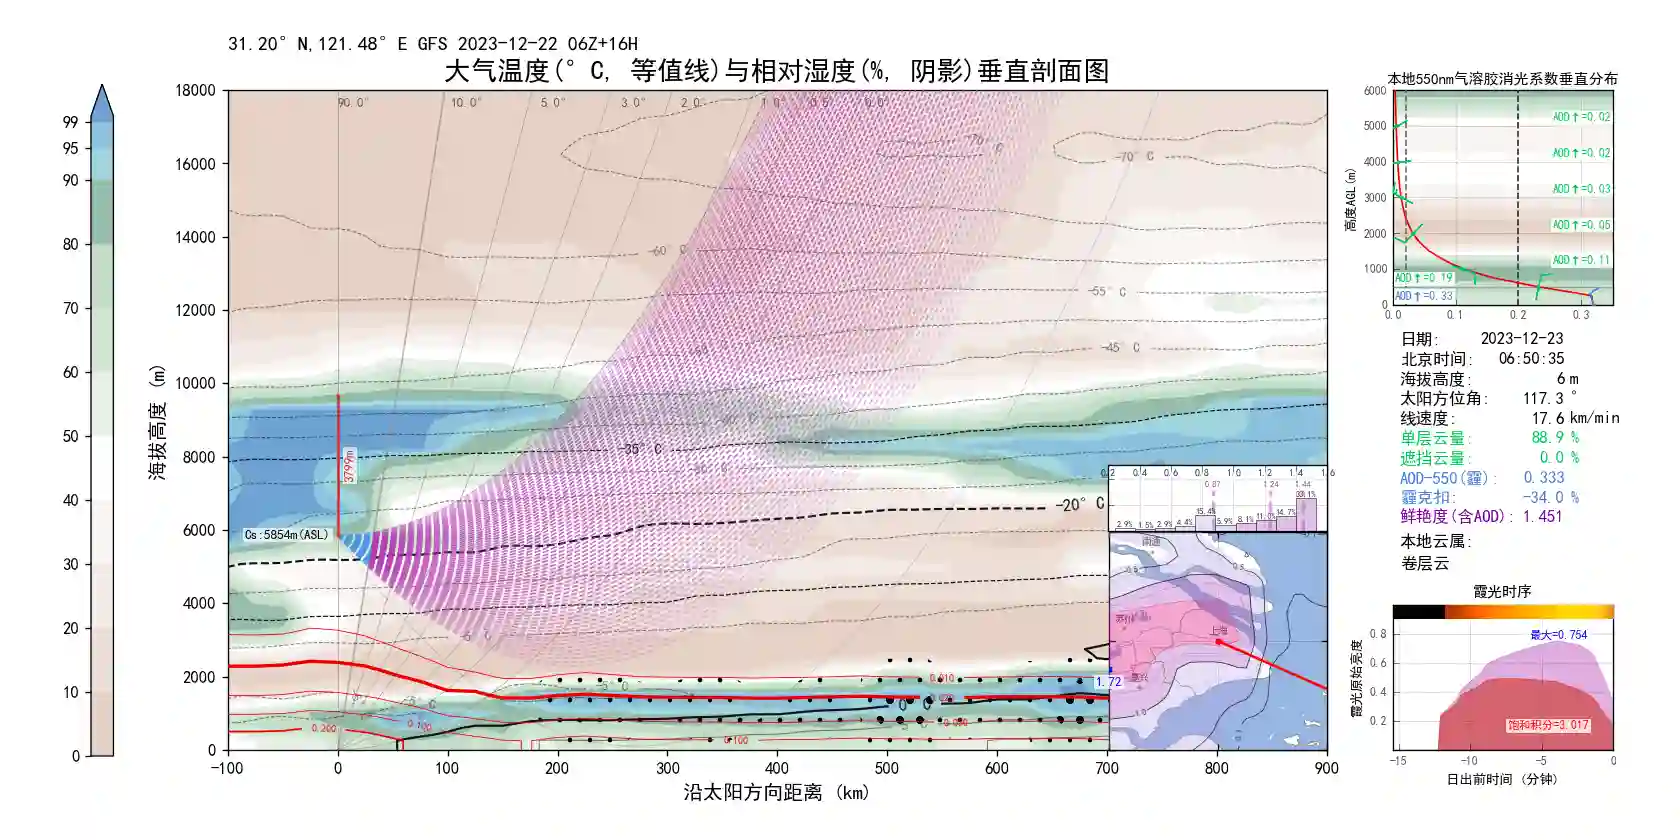 31.20°N,121.48°E GFS 2023-12-22 06Z+16H
大气温度(°C, 等值线)与相对湿度(%, 阴影)垂直剖面图
99
95
90
80
70
60
50
40
30
20
10
0
海拔高度 (m)
18000
16000
14000
12000
10000
8000
6000
4000
2000
0
90.0°
10.0°
5.0°
3.0°
2.0°
1.0°
0.5°
0.0°
-70°C
-70°C
-60°C
-55°C
-45°C
-35°C
-20°C
-5°C
0°C
3799m
Cs:5854m(ASL)
0.200
0.100
0.100
0.010
-100
0
100
200
300
400
500
600
700
800
900
沿太阳方向距离 (km)
0.2
0.4
0.6
0.8
1.0
1.2
1.4
1.6
0.87
1.24
1.44
2.9%
1.5%
2.9%
4.4%
15.4%
5.9%
8.1%
11.0%
14.7%
33.1%
南通
苏州
上海
嘉兴
1.72
本地550nm气溶胶消光系数垂直分布
高度AGL(m)
6000
5000
4000
3000
2000
1000
0
AOD↑=0.02
AOD↑=0.02
AOD↑=0.03
AOD↑=0.05
AOD↑=0.11
AOD↑=0.19
AOD↑=0.33
0.0
0.1
0.2
0.3
日期: 2023-12-23
北京时间: 06:50:35
海拔高度: 6 m
太阳方位角: 117.3 °
线速度: 17.6 km/min
单层云量: 88.9 %
遮挡云量: 0.0 %
AOD-550(霾): 0.333
霾克扣: -34.0 %
鲜艳度(含AOD): 1.451
本地云属:
卷层云
霞光时序
霞光原始亮度
0.8
0.6
0.4
0.2
最大=0.754
饱和积分=3.017
-15
-10
-5
0
日出前时间 (分钟)